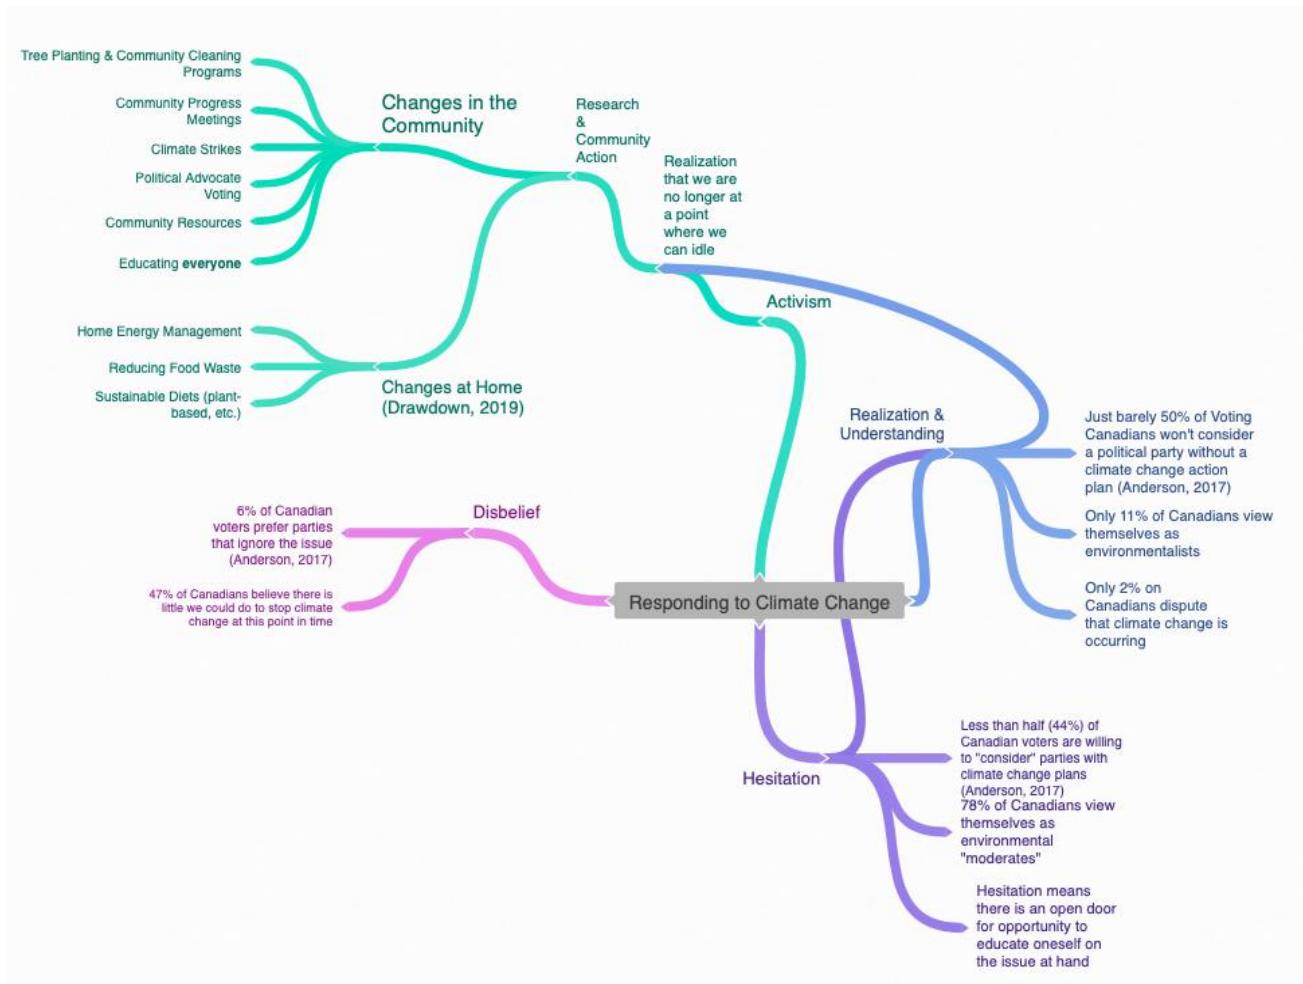 Tree Planting & Community Cleaning
Programs
Community Progress
Meetings
Climate Strikes
Political Advocate
Voting
Community Resources
Educating everyone
Changes in the
Community
Research
&
Community
Action
Realization
that we are
no longer at
a point
where we
can idle
Activism
Home Energy Management
Reducing Food Waste
Sustainable Diets (plant-
based, etc.)
Changes at Home
(Drawdown, 2019)
Realization &
Understanding
Just barely 50% of Voting
Canadians won't consider
a political party without a
climate change action
plan (Anderson, 2017)
Only 11% of Canadians view
themselves as
environmentalists
Only 2% on
Canadians dispute
that climate change is
occurring
Disbelief
6% of Canadian
voters prefer parties
that ignore the issue
(Anderson, 2017)
47% of Canadians believe there is
little we could do to stop climate
change at this point in time
Responding to Climate Change
Hesitation
Less than half (44%) of
Canadian voters are willing
to "consider" parties with
climate change plans
(Anderson, 2017)
78% of Canadians view
themselves as
environmental
"moderates"
Hesitation means
there is an open door
for opportunity to
educate oneself on
the issue at hand